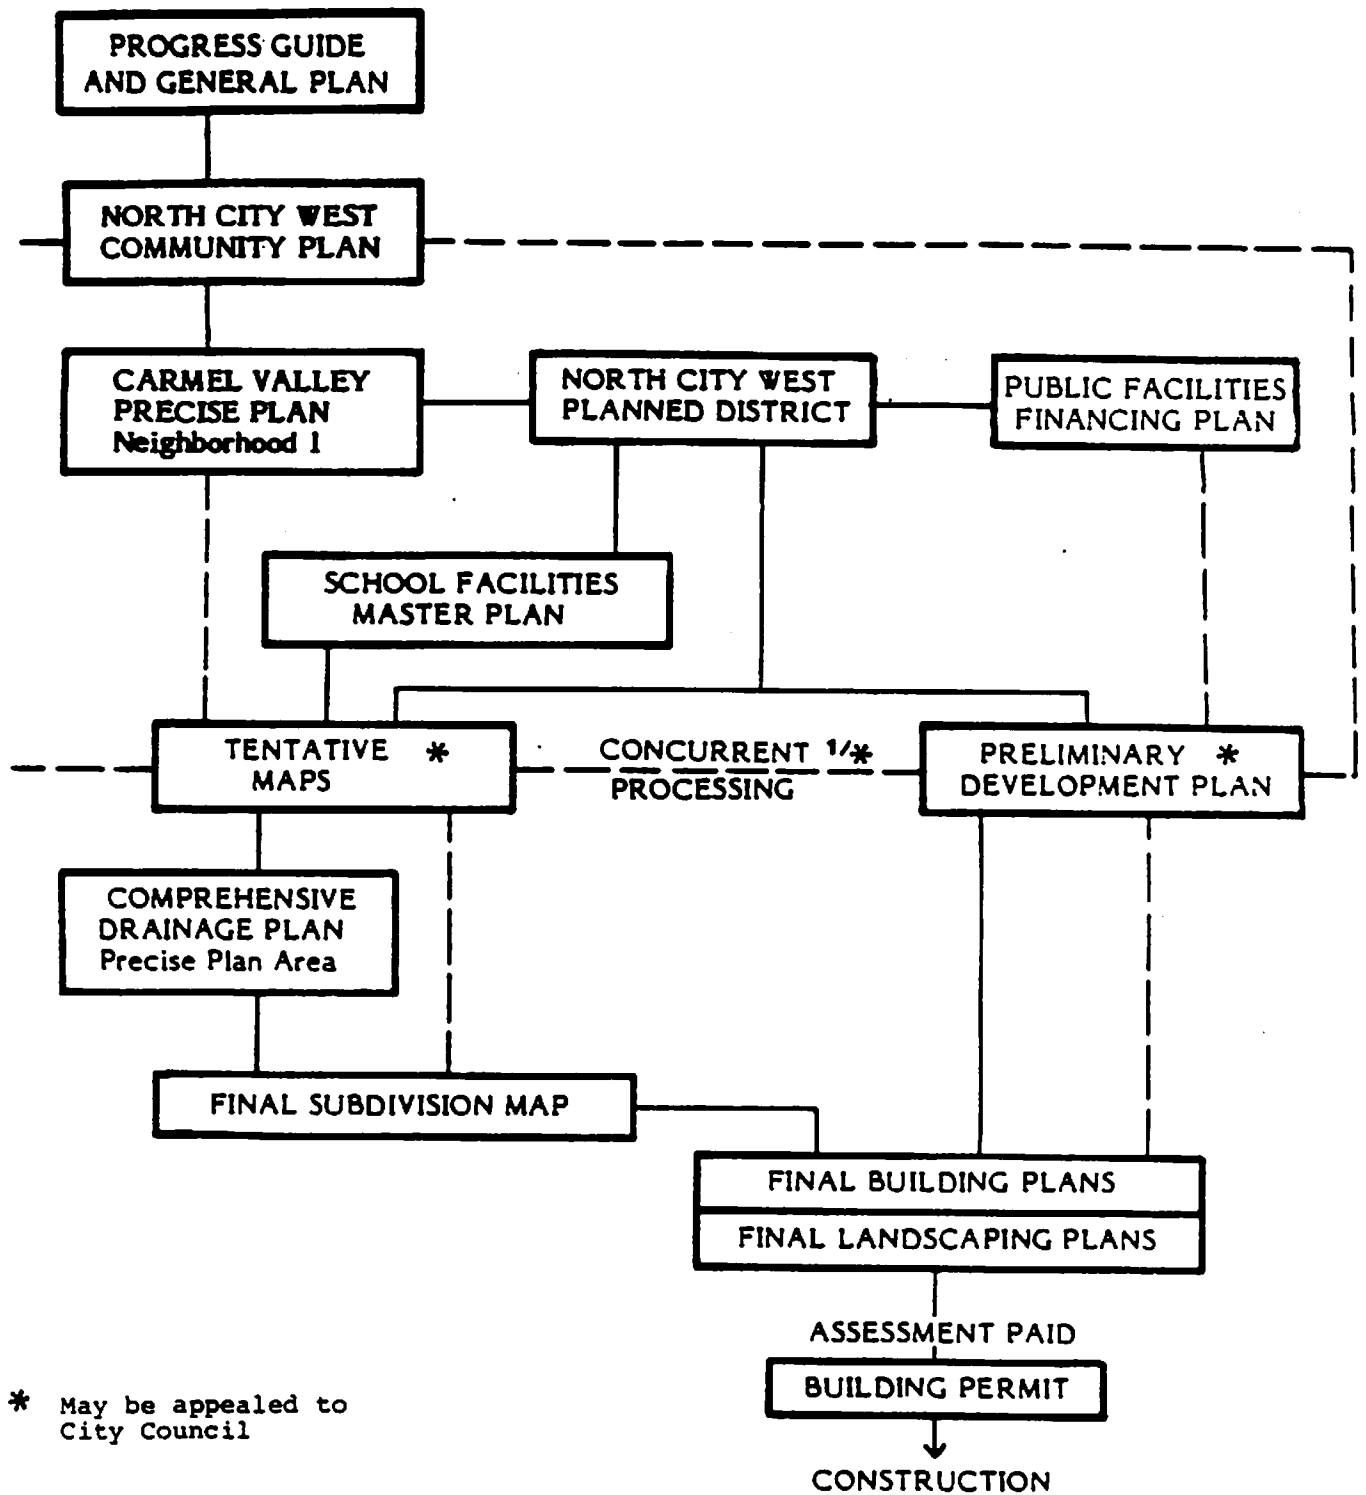 PROGRESS GUIDE
AND GENERAL PLAN
NORTH CITY WEST
COMMUNITY PLAN
CARMEL VALLEY
PRECISE PLAN
Neighborhood 1
NORTH CITY WEST
PLANNED DISTRICT
PUBLIC FACILITIES
FINANCING PLAN
SCHOOL FACILITIES
MASTER PLAN
TENTATIVE *
MAPS
CONCURRENT 1/*
PROCESSING
PRELIMINARY *
DEVELOPMENT PLAN
COMPREHENSIVE
DRAINAGE PLAN
Precise Plan Area
FINAL SUBDIVISION MAP
FINAL BUILDING PLANS
FINAL LANDSCAPING PLANS
ASSESSMENT PAID
BUILDING PERMIT
CONSTRUCTION
* May be appealed to
City Council